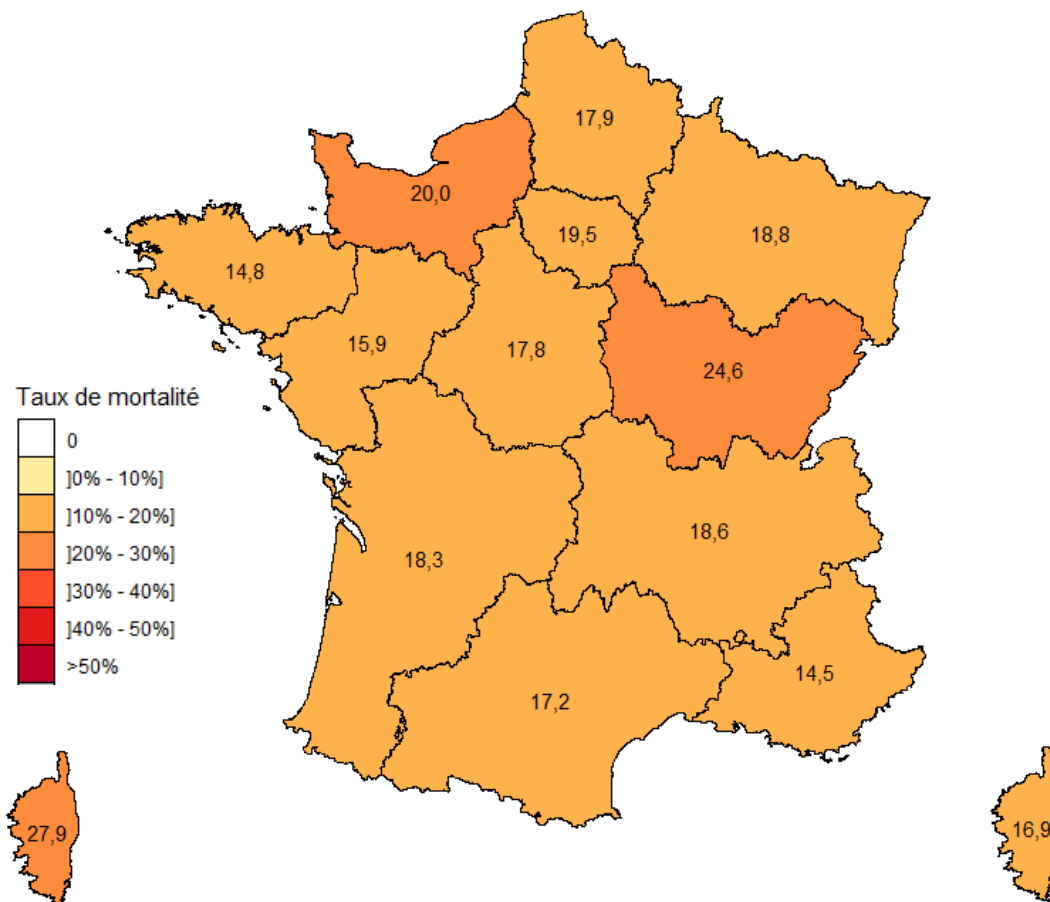 17,9
20,0
19,5
18,8
14,8
15,9
17,8
24,6
Taux de mortalité
0
]0% - 10%]
]10% - 20%]
]20% - 30%]
]30% - 40%]
]40% - 50%]
>50%
18,3
18,6
14,5
17,2
27,9
16,9